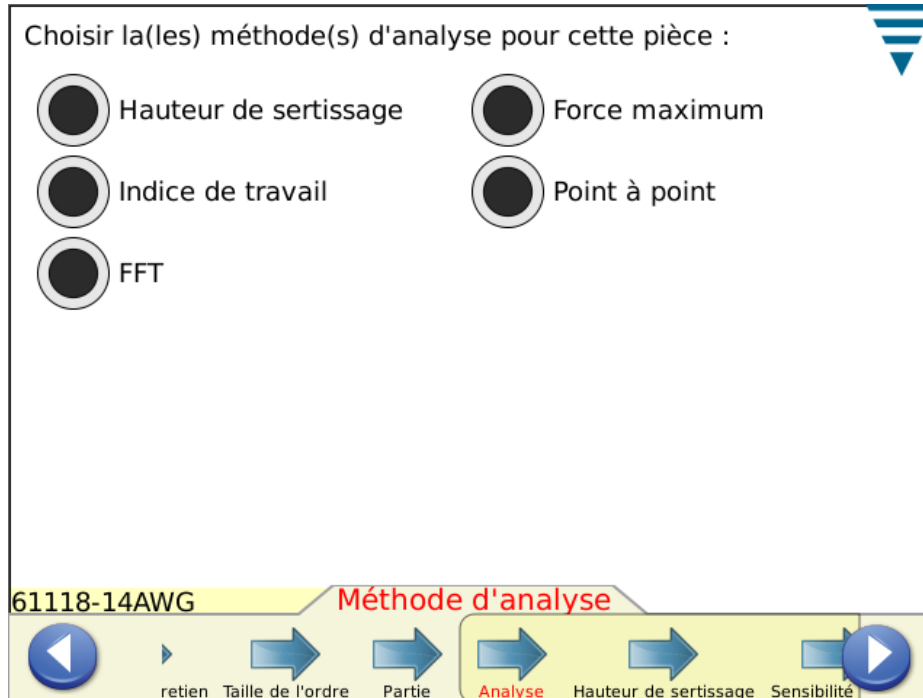 Choisir la(les) méthode(s) d'analyse pour cette pièce :
Hauteur de sertissage
Force maximum
Indice de travail
Point à point
FFT
61118-14AWG
Méthode d'analyse
retien
Taille de l'ordre
Partie
Analyse
Hauteur de sertissage
Sensibilité